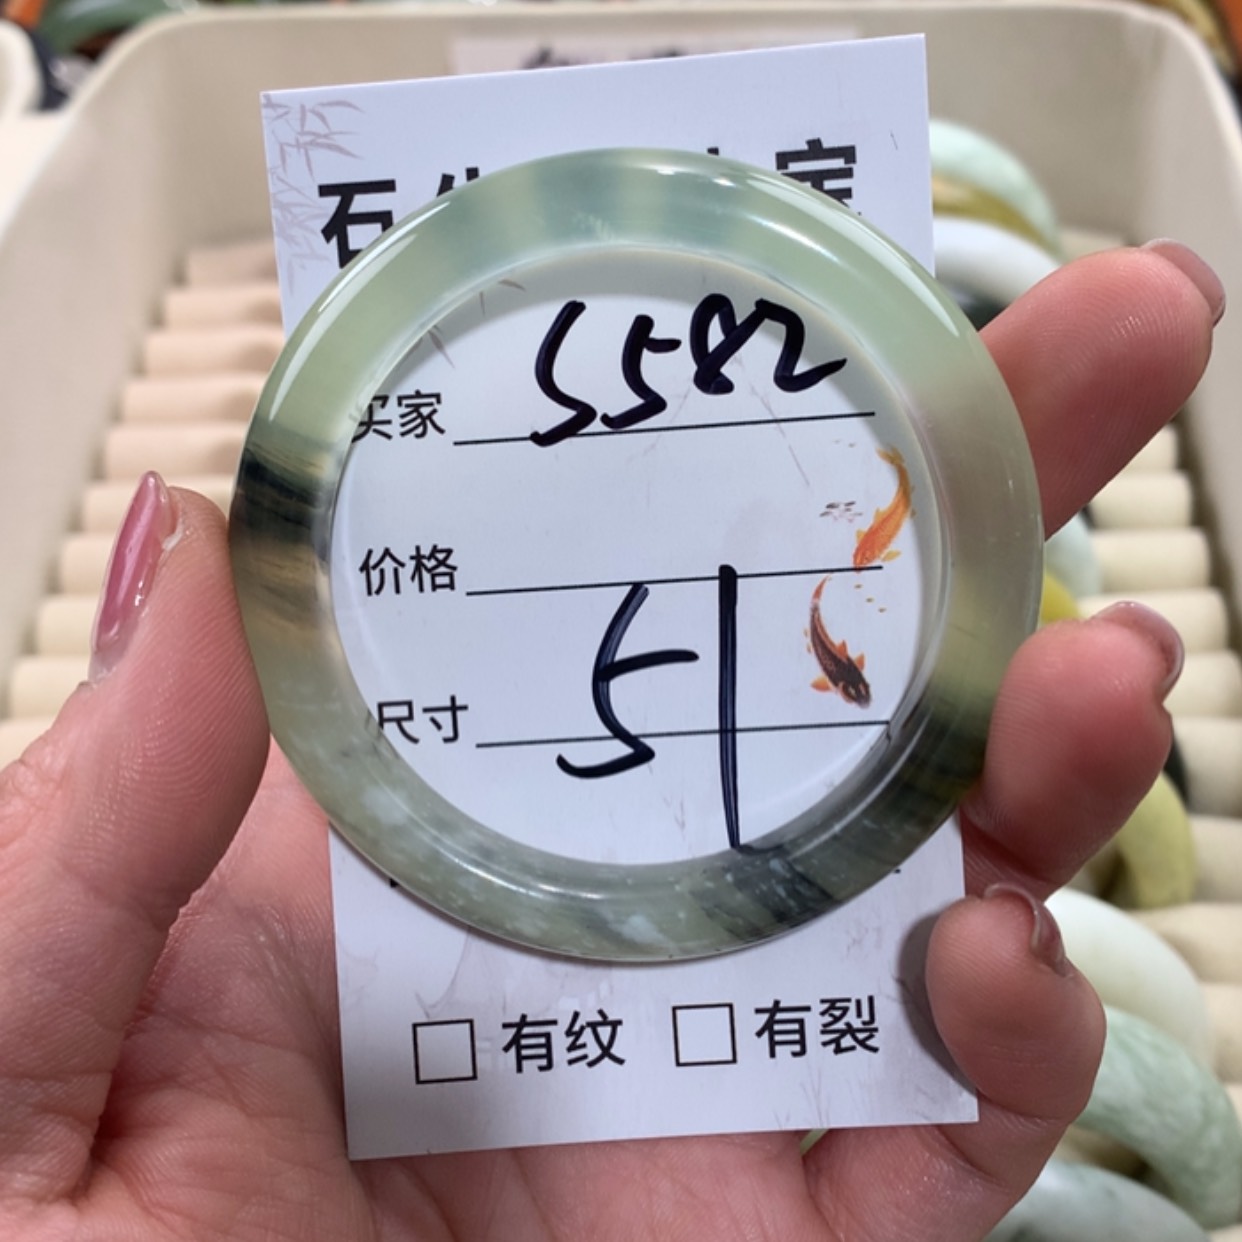 石
买家 5582
价格
尺寸 51
□ 有纹 □ 有裂